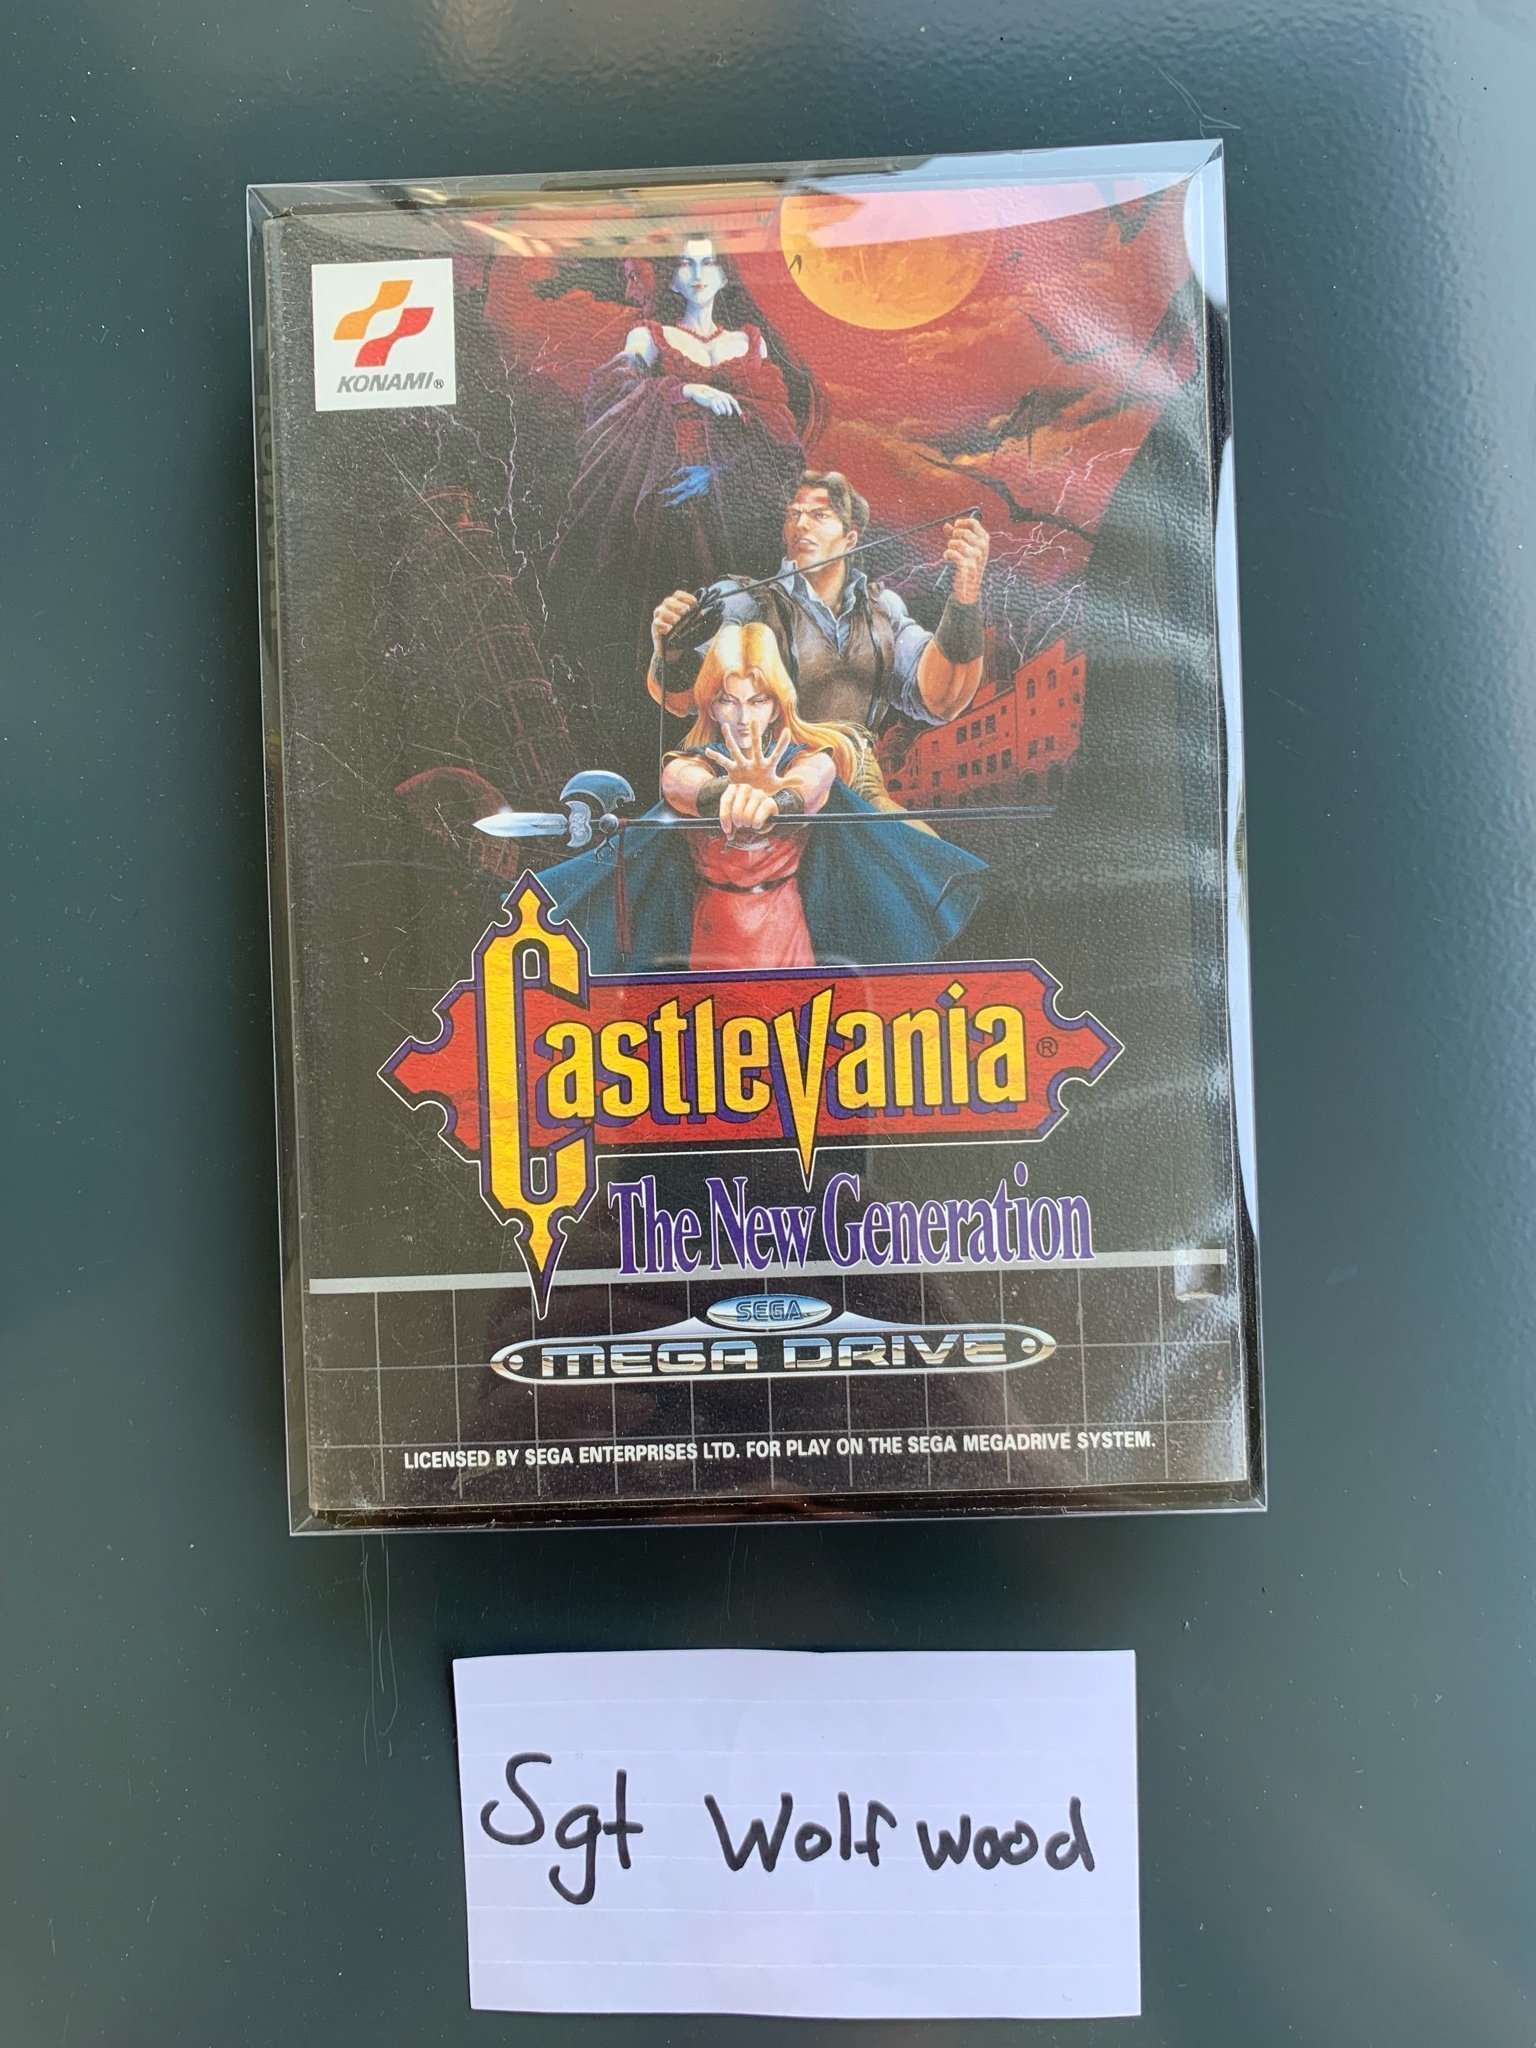 KONAMI®
Castlevania®
The New Generation
SEGA
MEGA DRIVE
LICENSED BY SEGA ENTERPRISES LTD. FOR PLAY ON THE SEGA MEGADRIVE SYSTEM.
Sgt Wolfwood